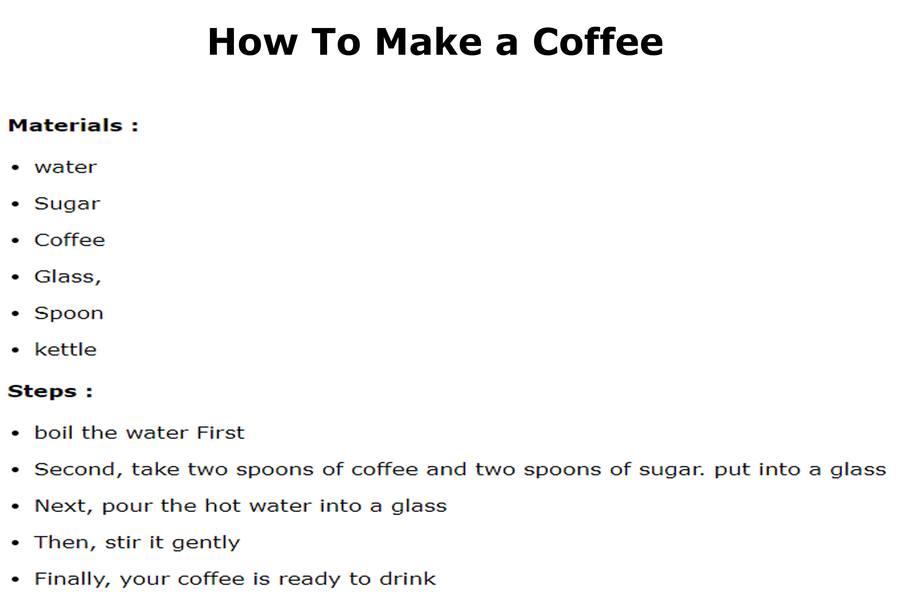 How To Make a Coffee
Materials :
• water
• Sugar
• Coffee
• Glass,
• Spoon
• kettle
Steps :
• boil the water First
• Second, take two spoons of coffee and two spoons of sugar. put into a glass
• Next, pour the hot water into a glass
• Then, stir it gently
• Finally, your coffee is ready to drink